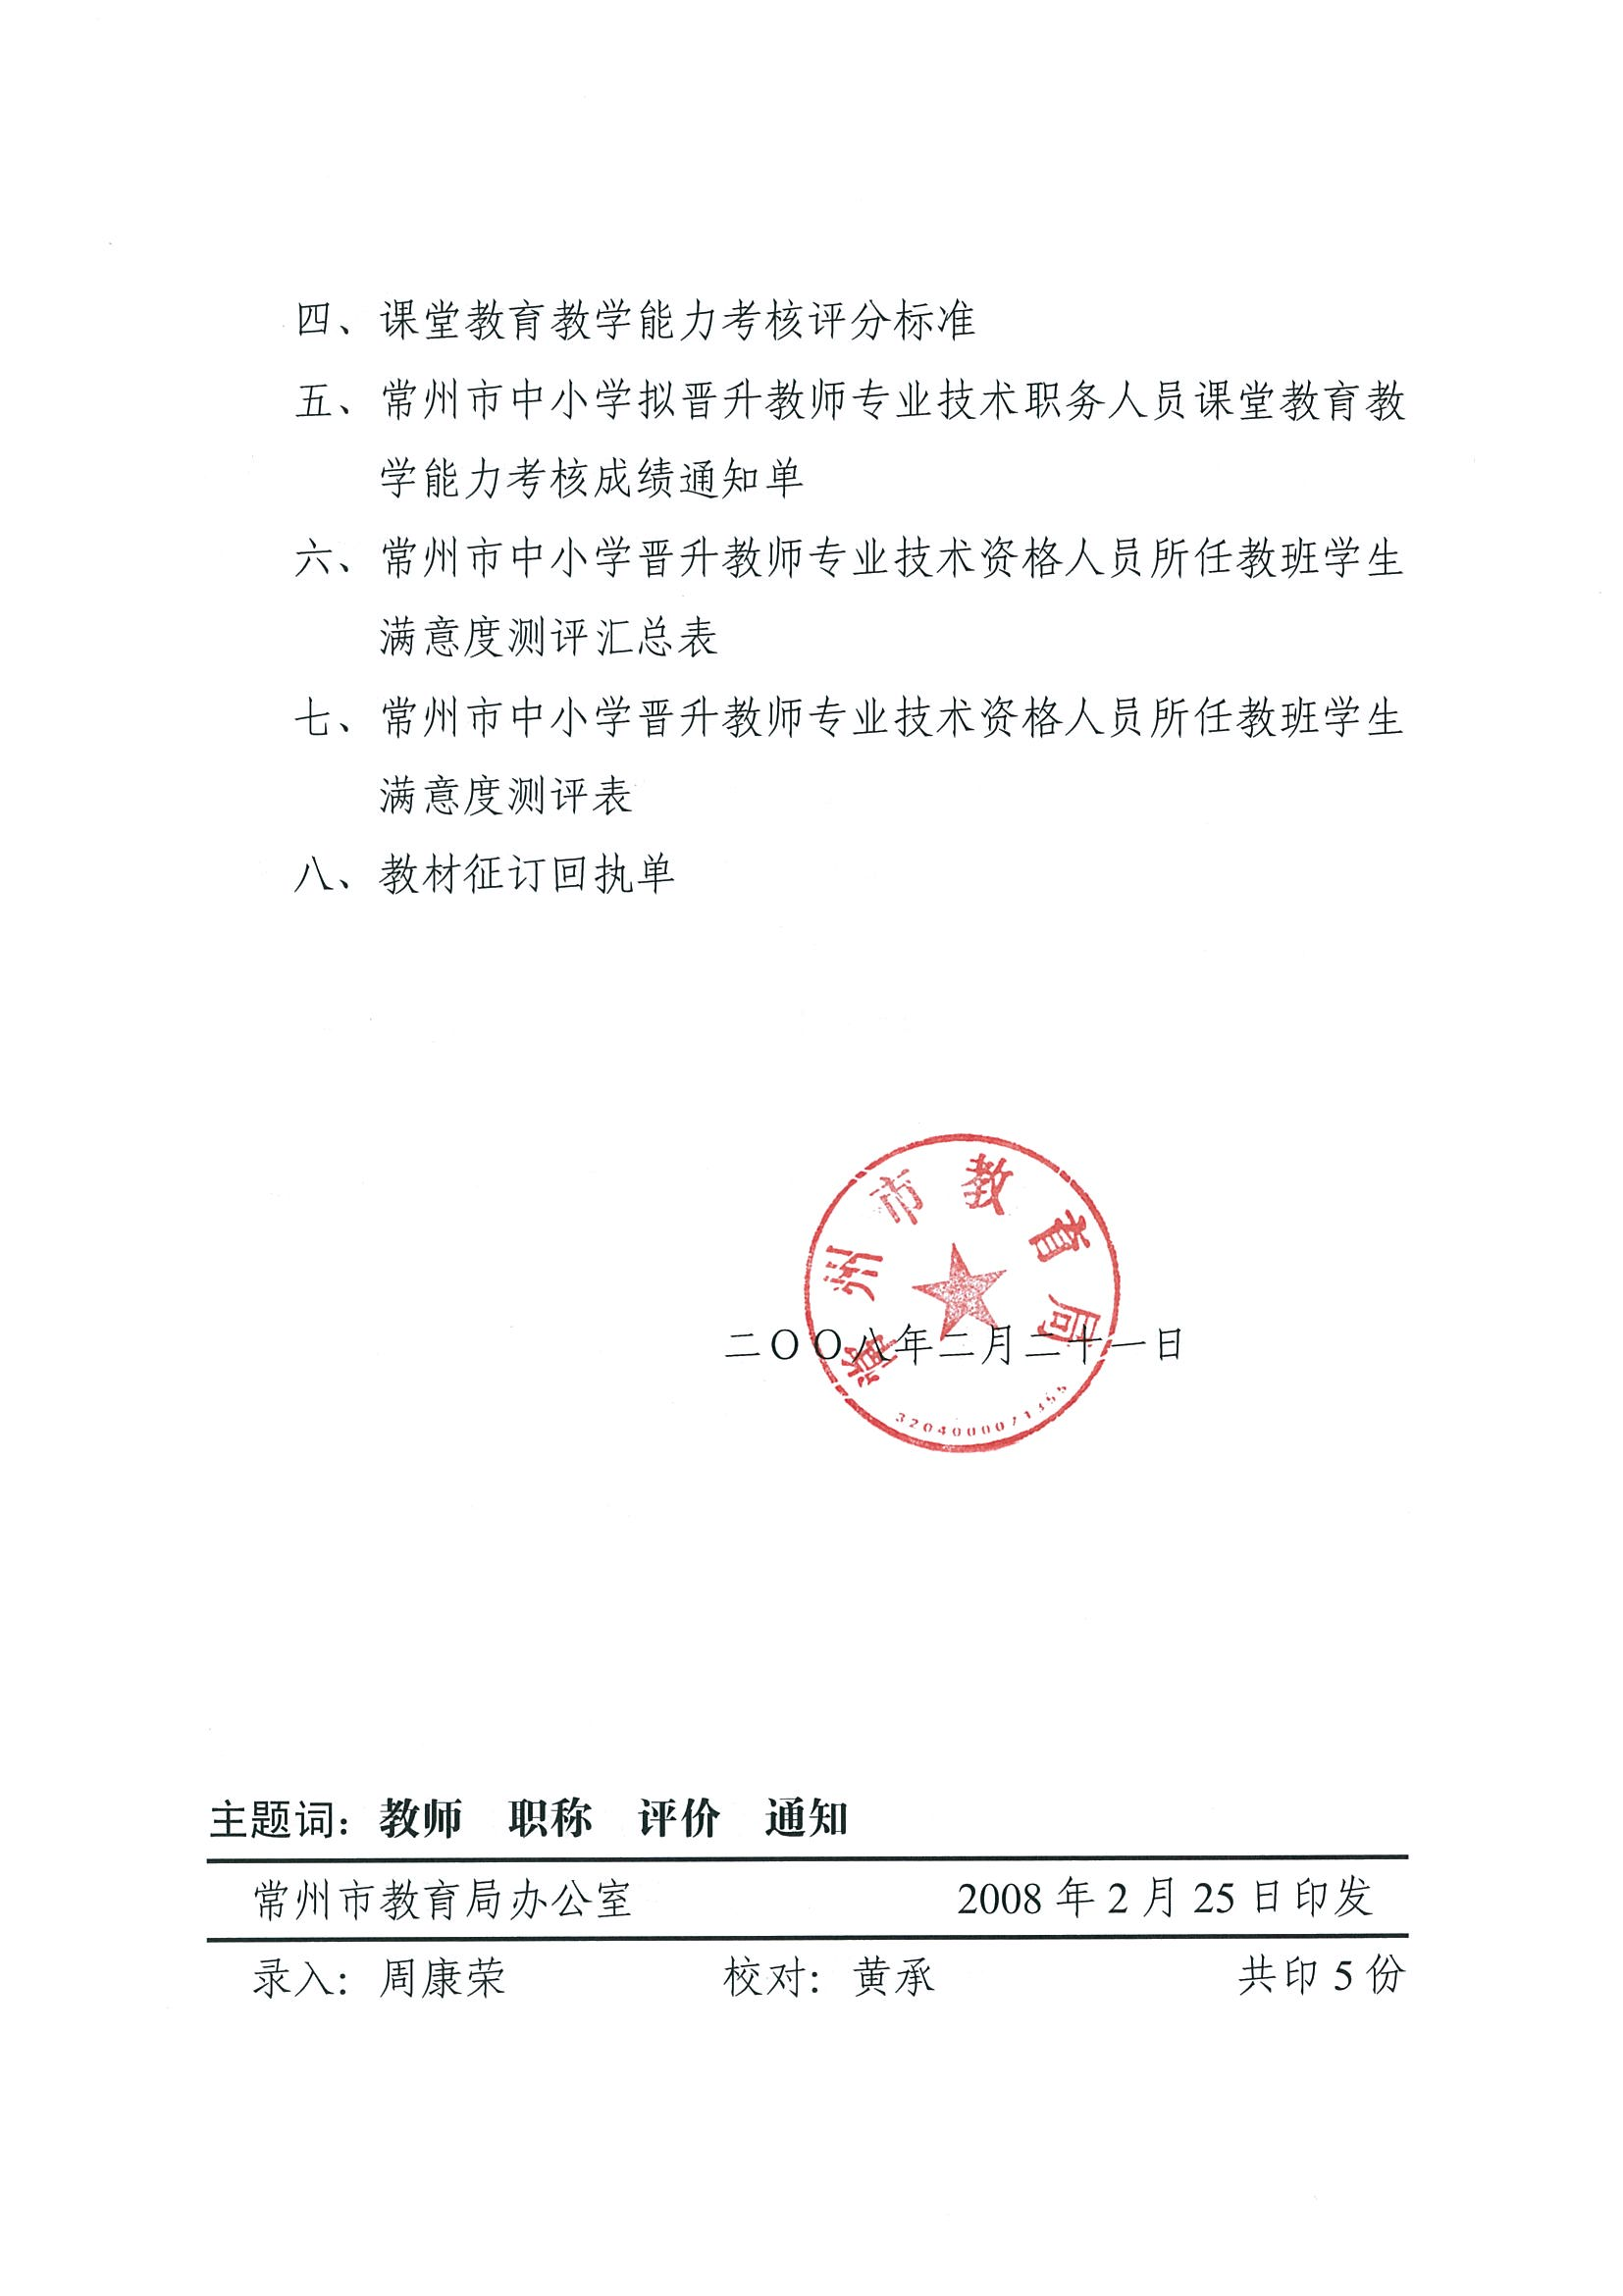 四、课堂教育教学能力考核评分标准
五、常州市中小学拟晋升教师专业技术职务人员课堂教育教
学能力考核成绩通知单
六、常州市中小学晋升教师专业技术资格人员所任教班学生
满意度测评汇总表
七、常州市中小学晋升教师专业技术资格人员所任教班学生
满意度测评表
八、教材征订回执单
常州市教育局
二〇〇八年二月二十一日
主题词：教师 职称 评价 通知
常州市教育局办公室 2008 年 2 月 25 日印发
录入：周康荣 校对：黄承 共印 5 份